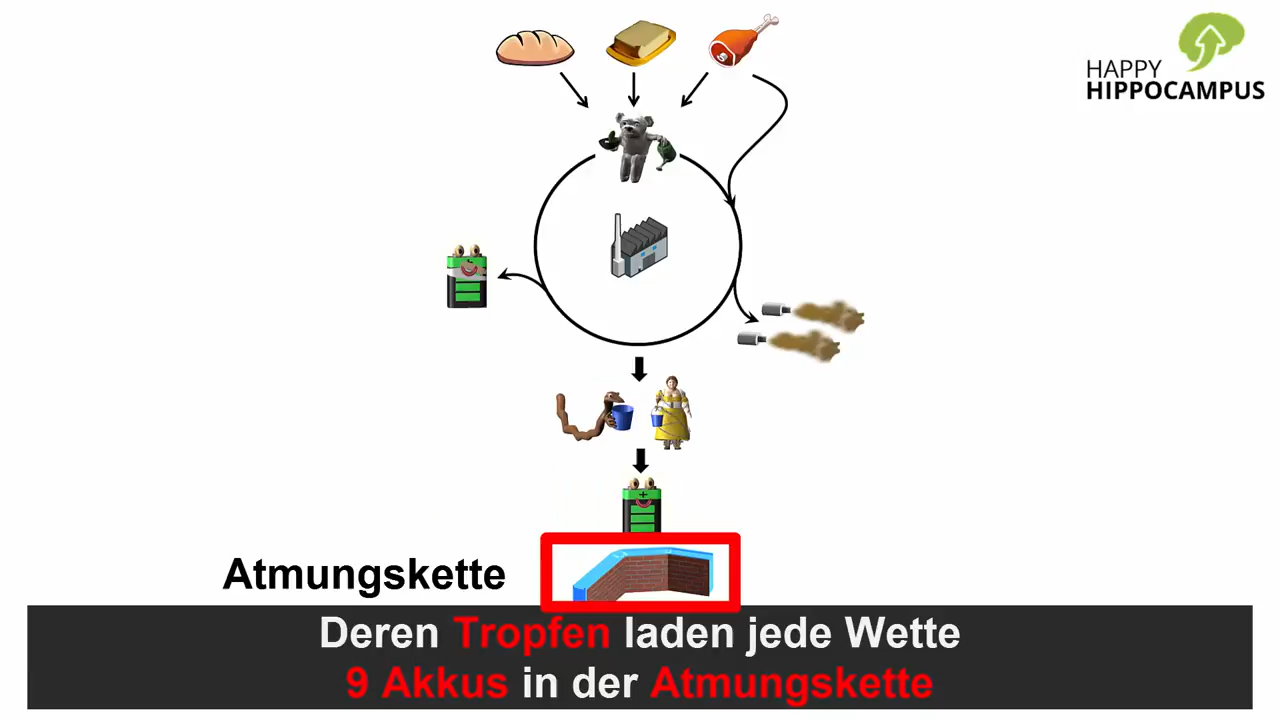 HAPPY
HIPPOCAMPUS
Atmungskette
Deren Tropfen laden jede Wette
9 Akkus in der Atmungskette